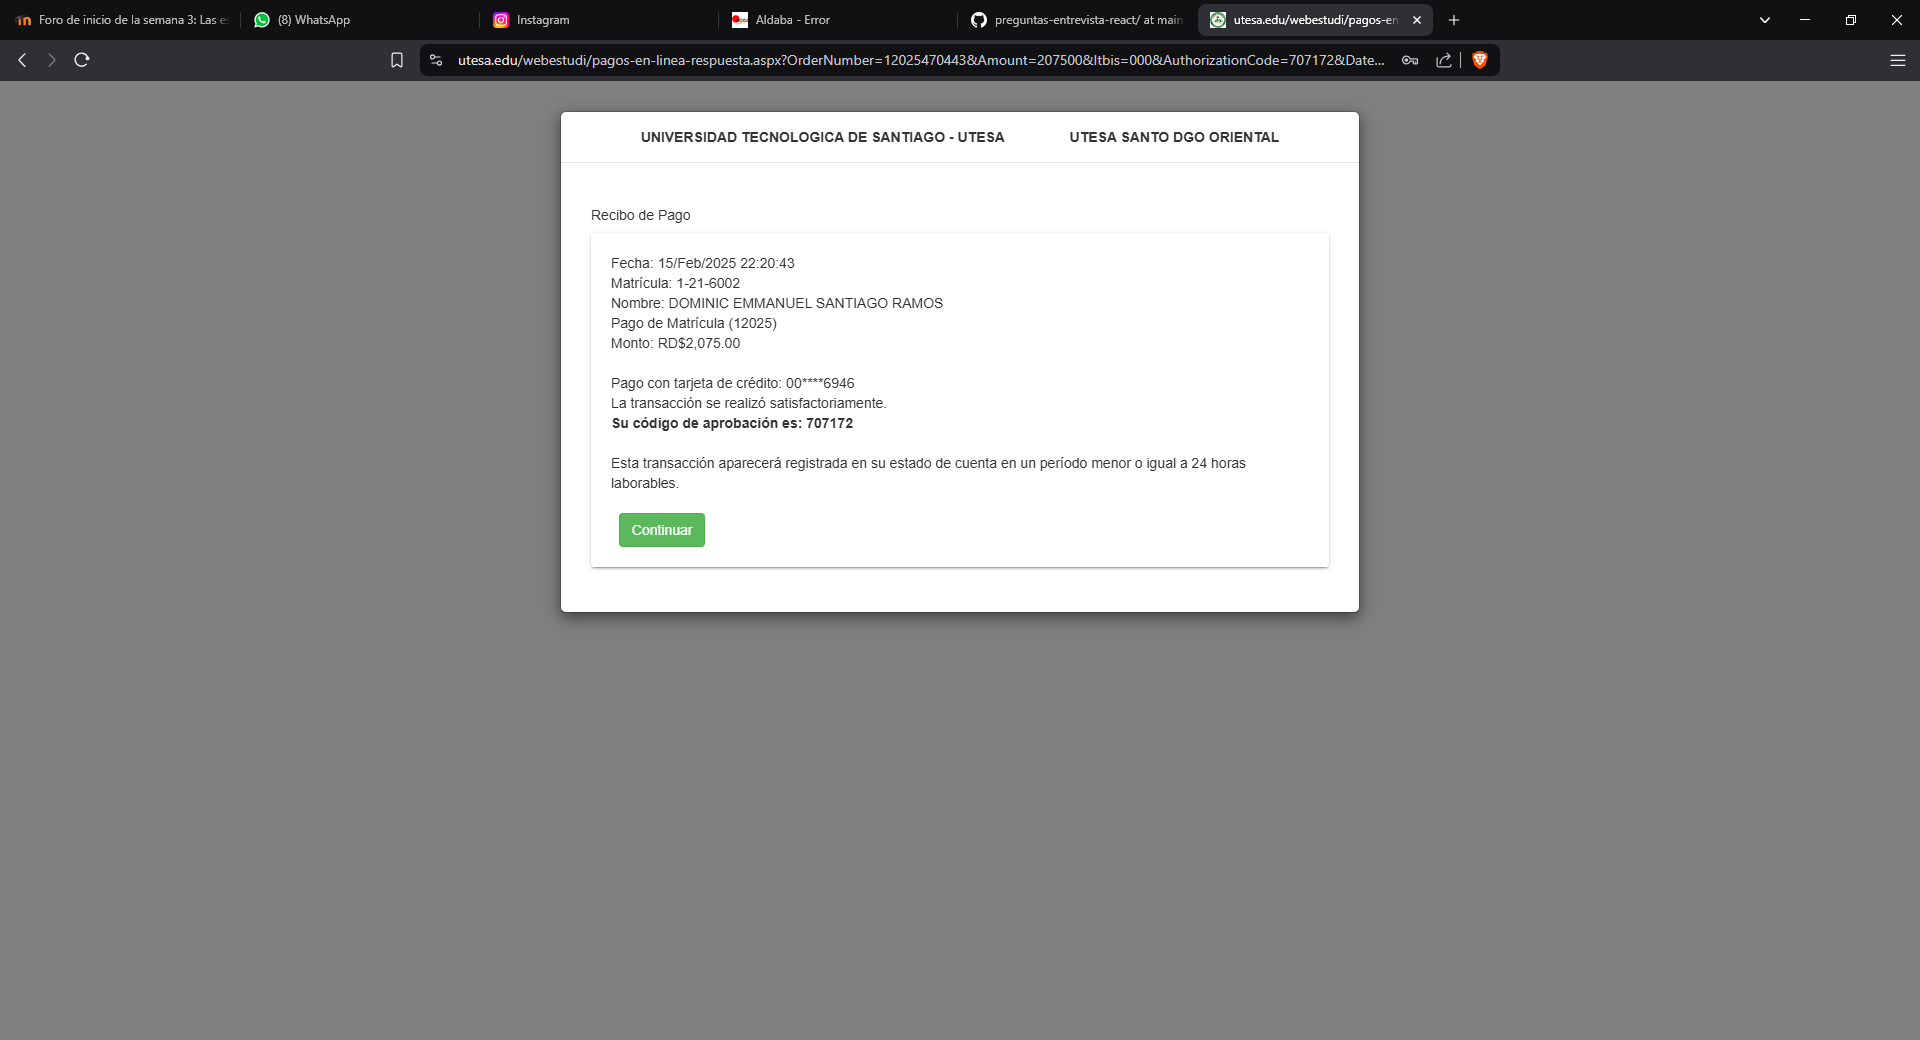 Foro de inicio de la semana 3: Las es
(8) WhatsApp
Instagram
Aldaba - Error
preguntas-entrevista-react/ at main
utesa.edu/webestudi/pagos-en
utesa.edu/webestudi/pagos-en-linea-respuesta.aspx?OrderNumber=12025470443&Amount=207500&Itbis=000&AuthorizationCode=707172&Date...
UNIVERSIDAD TECNOLOGICA DE SANTIAGO - UTESA UTESA SANTO DGO ORIENTAL
Recibo de Pago
Fecha: 15/Feb/2025 22:20:43
Matrícula: 1-21-6002
Nombre: DOMINIC EMMANUEL SANTIAGO RAMOS
Pago de Matrícula (12025)
Monto: RD$2,075.00
Pago con tarjeta de crédito: 00****6946
La transacción se realizó satisfactoriamente.
Su código de aprobación es: 707172
Esta transacción aparecerá registrada en su estado de cuenta en un período menor o igual a 24 horas
laborables.
Continuar